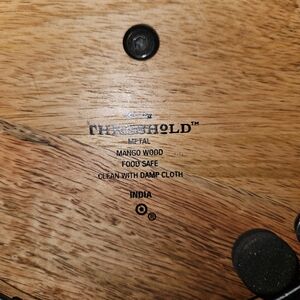 THRESHOLD™
METAL
MANGO WOOD
FOOD SAFE
CLEAN WITH DAMP CLOTH
INDIA
®